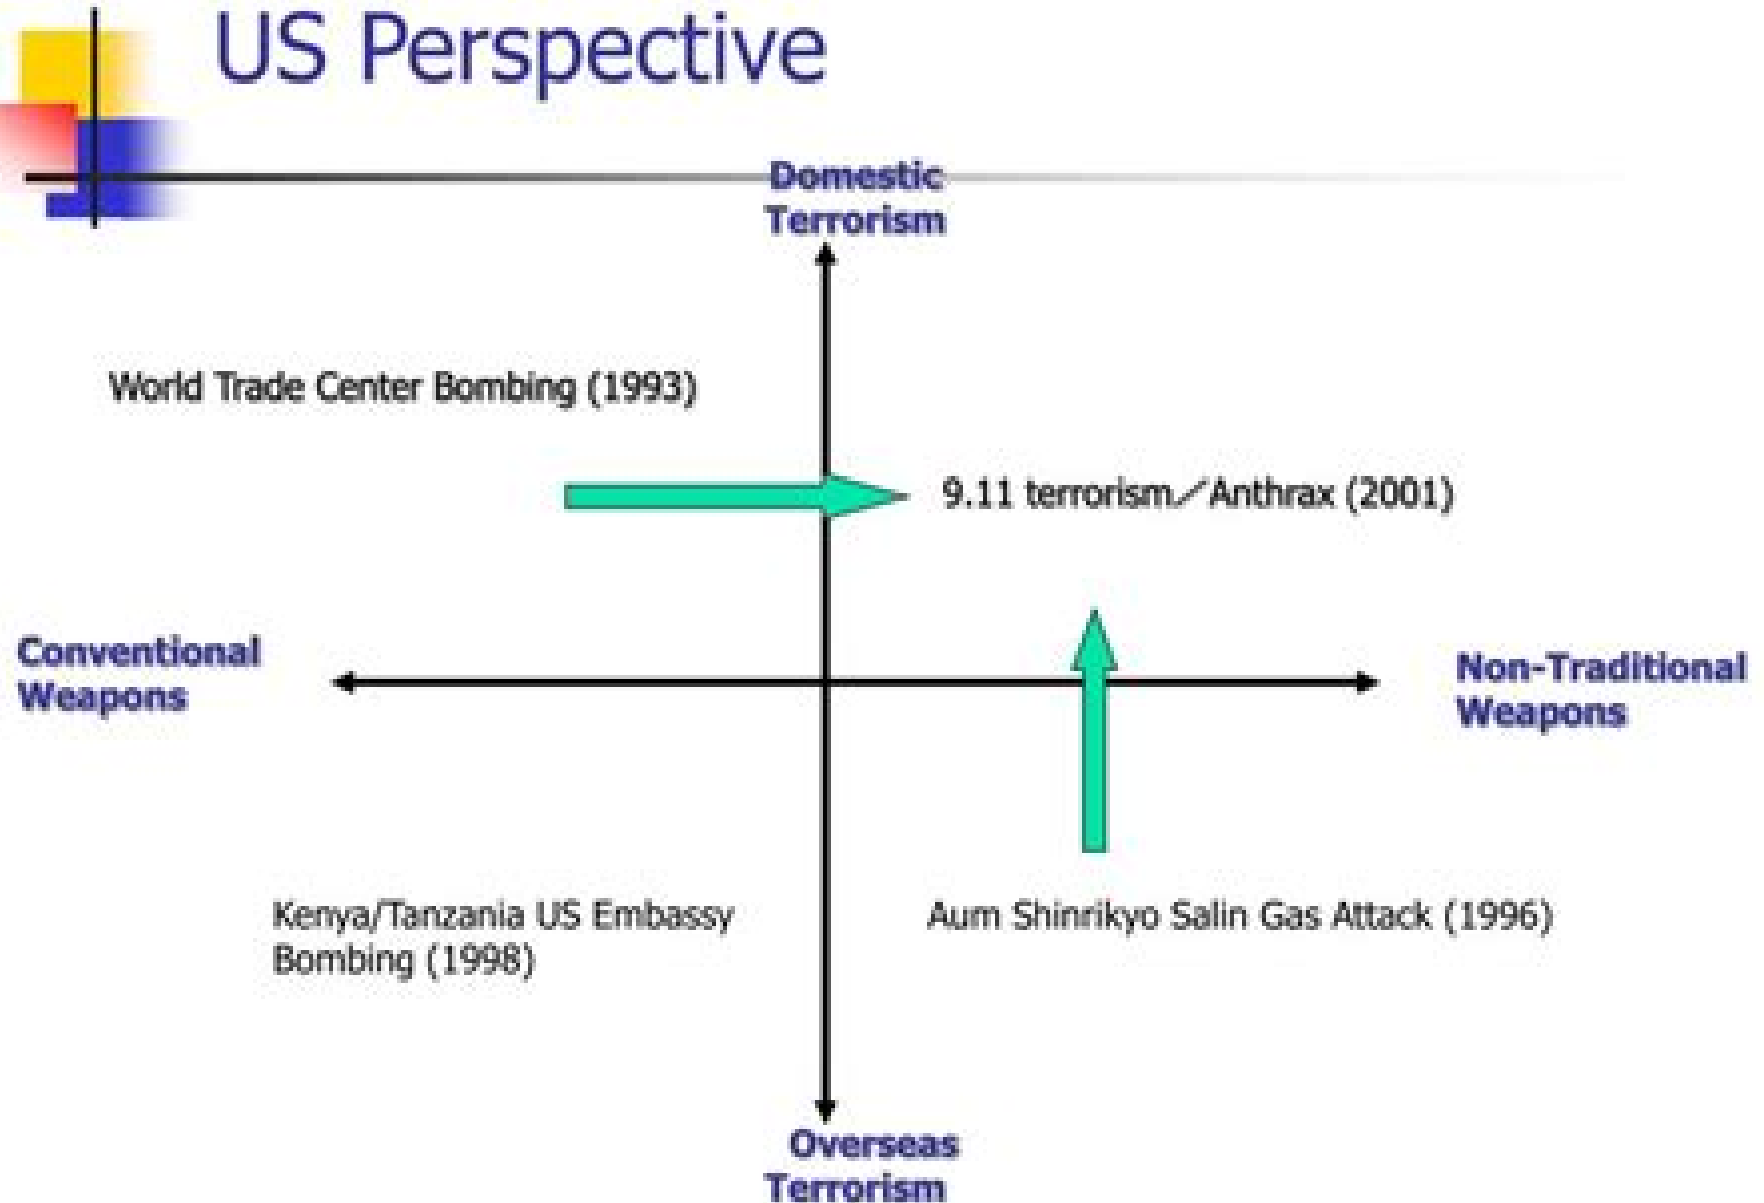 US Perspective
Domestic
Terrorism
World Trade Center Bombing (1993)
9.11 terrorism／Anthrax (2001)
Conventional
Weapons
Non-Traditional
Weapons
Kenya/Tanzania US Embassy
Bombing (1998)
Aum Shinrikyo Salin Gas Attack (1996)
Overseas
Terrorism